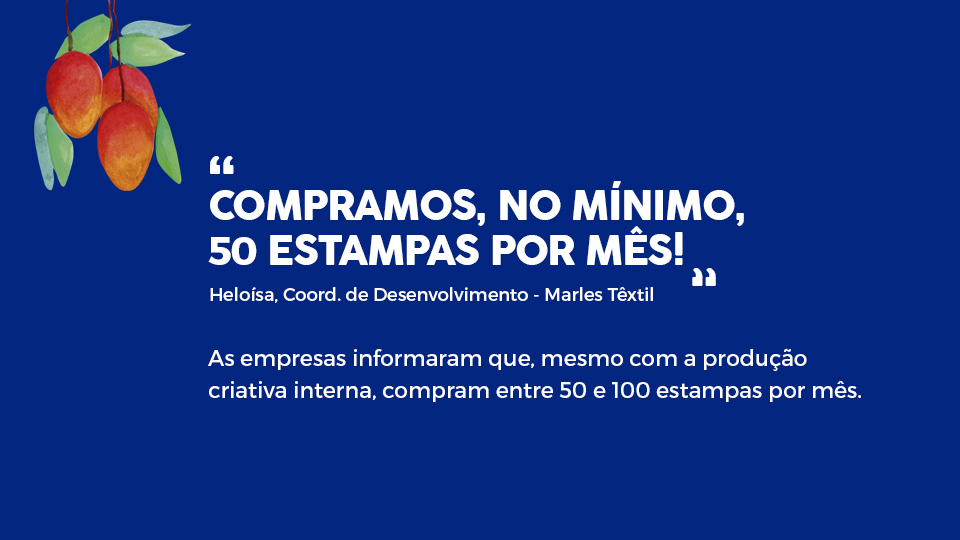 “
COMPRAMOS, NO MÍNIMO,
50 ESTAMPAS POR MÊS!
”
Heloísa, Coord. de Desenvolvimento - Marles Têxtil
As empresas informaram que, mesmo com a produção
criativa interna, compram entre 50 e 100 estampas por mês.